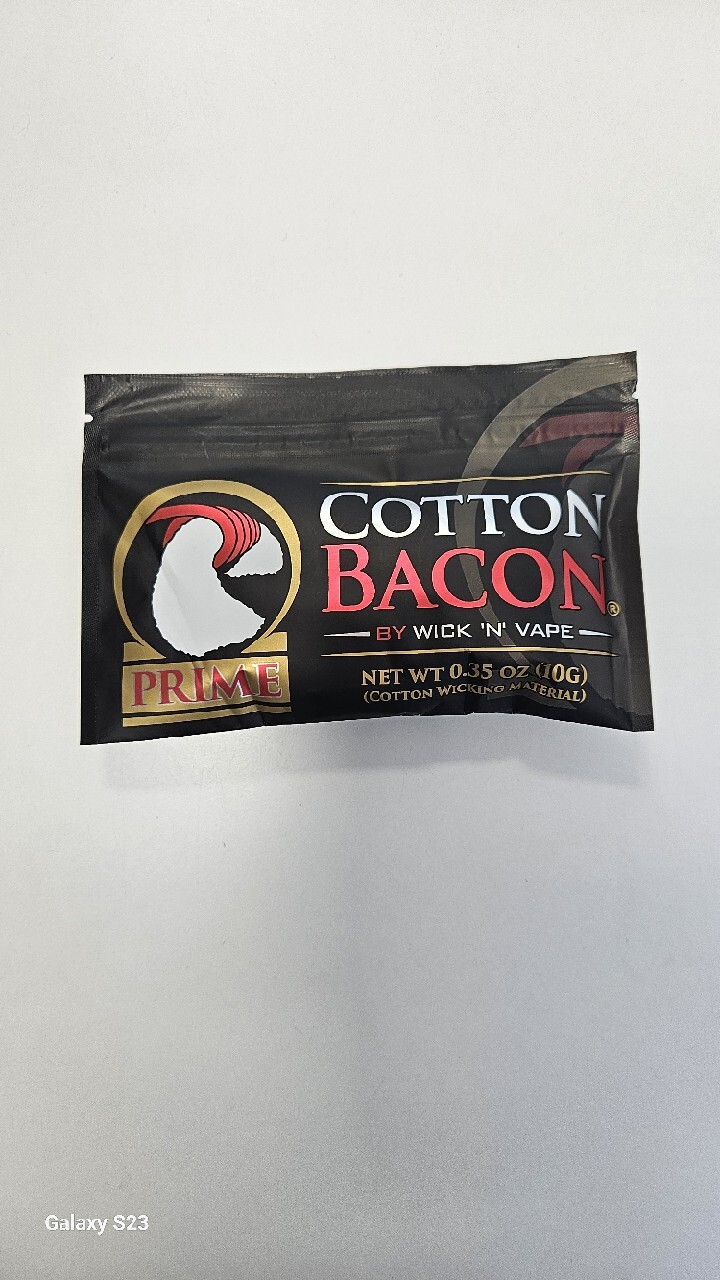 COTTON
BACON®
BY WICK 'N' VAPE
PRIME
NET WT 0.35 OZ (10G)
(COTTON WICKING MATERIAL)
Galaxy S23